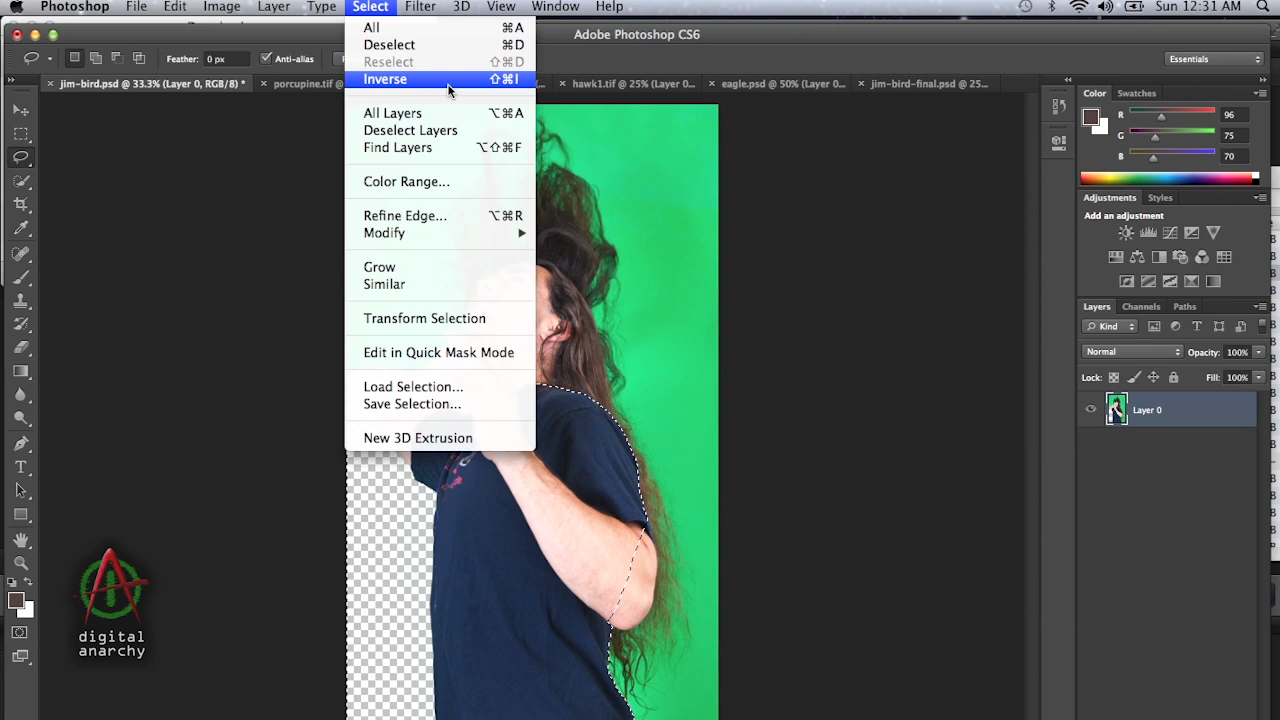 Photoshop File Edit Image Layer Type Select Filter 3D View Window Help Sun 12:31 AM
Adobe Photoshop CS6
Feather: 0 px Anti-alias Essentials
jim-bird.psd @ 33.3% (Layer 0, RGB/8) * porcupine.tif @ hawk1.tif @ 25% (Layer 0... eagle.psd @ 50% (Layer 0... jim-bird-final.psd @ 25...
All ⌘A
Deselect ⌘D
Reselect ⇧⌘D
Inverse ⇧⌘I
All Layers ⌥⌘A
Deselect Layers
Find Layers ⌥⇧⌘F
Color Range...
Refine Edge... ⌥⌘R
Modify
Grow
Similar
Transform Selection
Edit in Quick Mask Mode
Load Selection...
Save Selection...
New 3D Extrusion
Color Swatches
R 96
G 75
B 70
Adjustments Styles
Add an adjustment
Layers Channels Paths
Kind
Normal Opacity: 100%
Lock: Fill: 100%
Layer 0
digital
anarchy